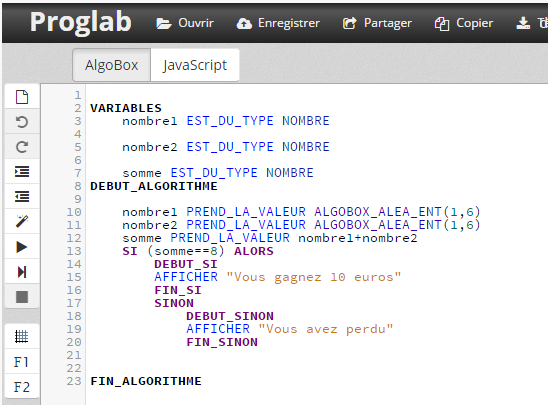 Proglab Ouvrir Enregistrer Partager Copier
AlgoBox JavaScript
1
2 VARIABLES
3 nombre1 EST_DU_TYPE NOMBRE
4
5 nombre2 EST_DU_TYPE NOMBRE
6
7 somme EST_DU_TYPE NOMBRE
8 DEBUT_ALGORITHME
9
10 nombre1 PREND_LA_VALEUR ALGOBOX_ALEA_ENT(1,6)
11 nombre2 PREND_LA_VALEUR ALGOBOX_ALEA_ENT(1,6)
12 somme PREND_LA_VALEUR nombre1+nombre2
13 SI (somme==8) ALORS
14 DEBUT_SI
15 AFFICHER "Vous gagnez 10 euros"
16 FIN_SI
17 SINON
18 DEBUT_SINON
19 AFFICHER "Vous avez perdu"
20 FIN_SINON
21
22
23 FIN_ALGORITHME
F1
F2